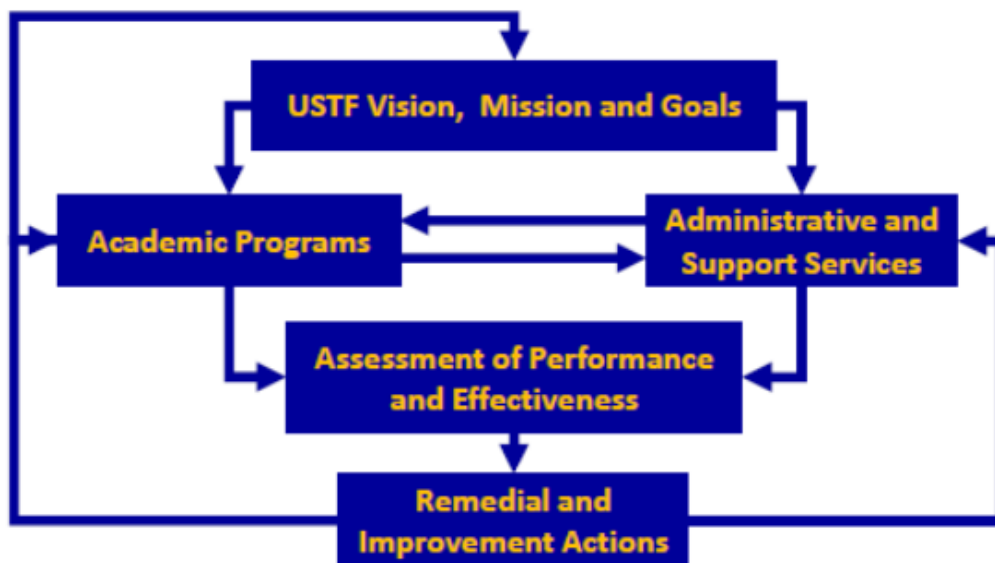 USTF Vision, Mission and Goals
Academic Programs
Administrative and
Support Services
Assessment of Performance
and Effectiveness
Remedial and
Improvement Actions